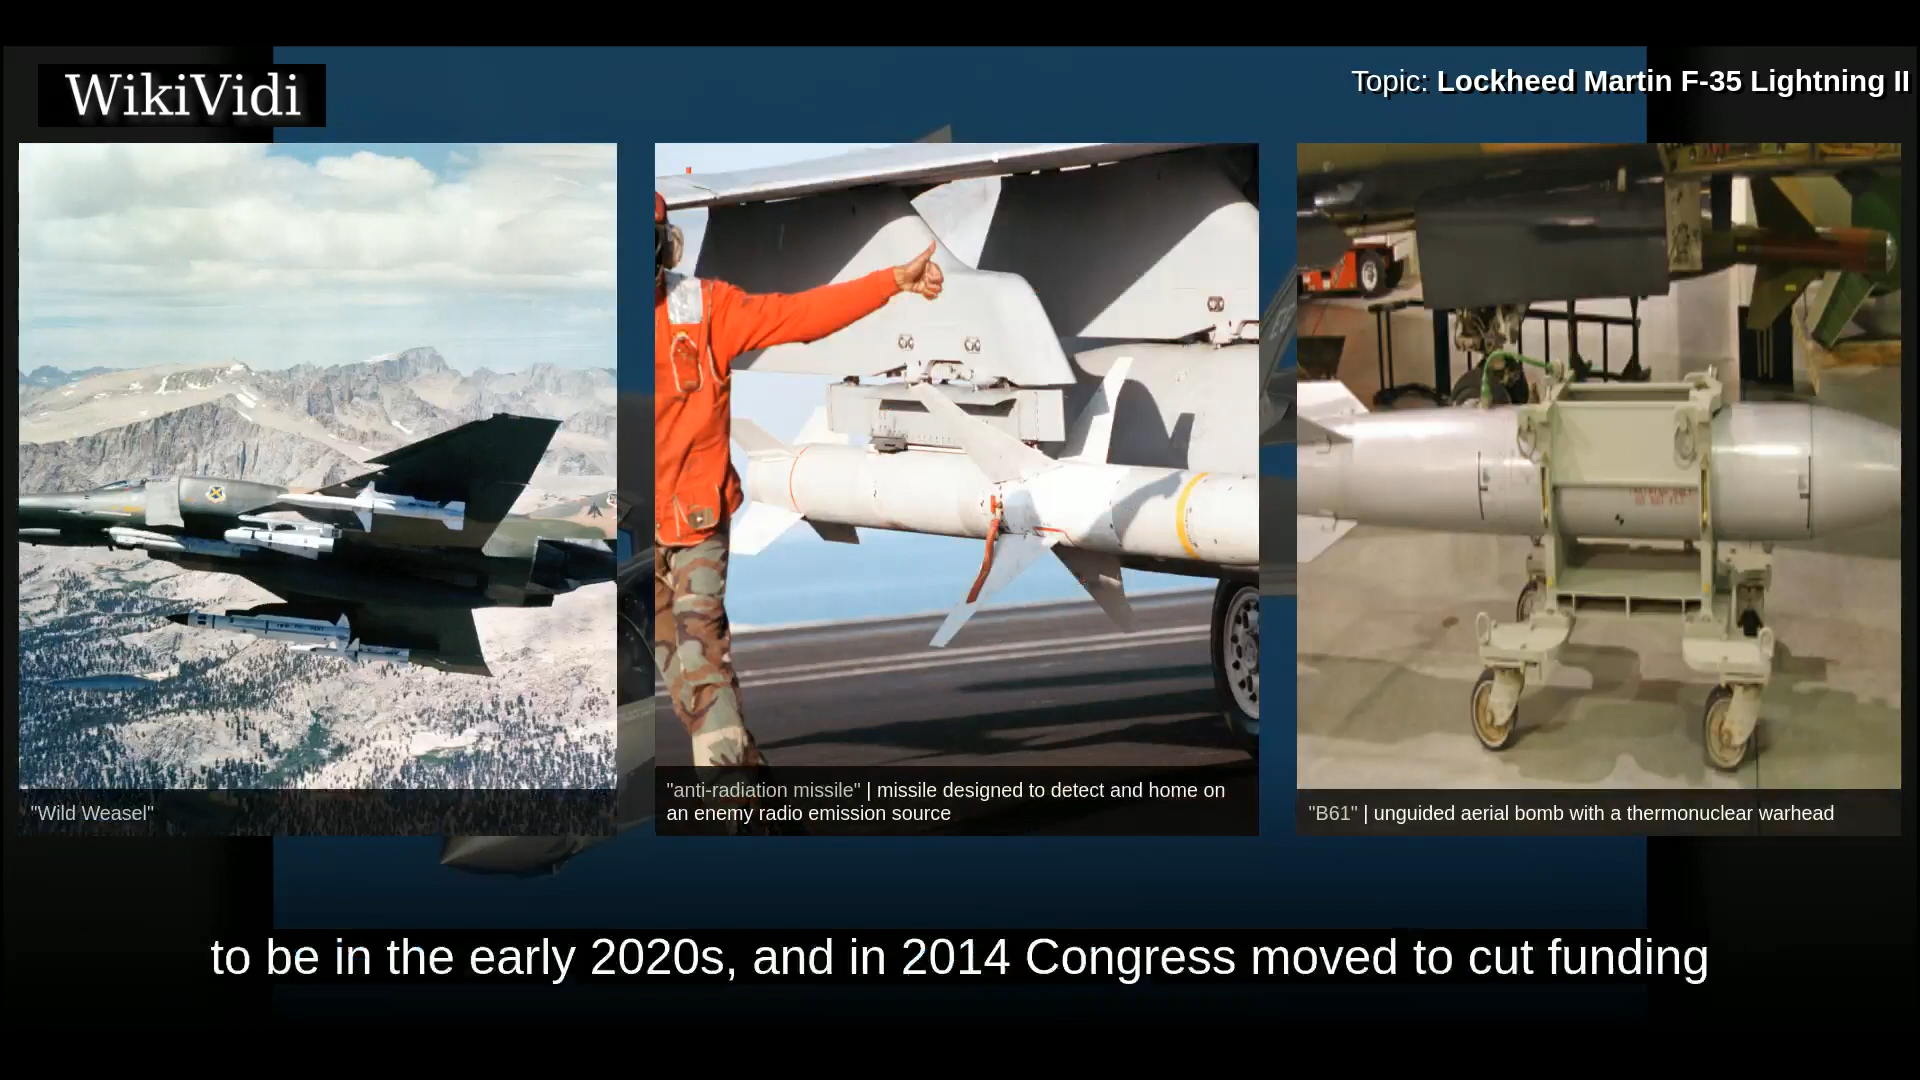 WikiVidi
Topic: Lockheed Martin F-35 Lightning II
"Wild Weasel"
"anti-radiation missile" | missile designed to detect and home on
an enemy radio emission source
"B61" | unguided aerial bomb with a thermonuclear warhead
to be in the early 2020s, and in 2014 Congress moved to cut funding